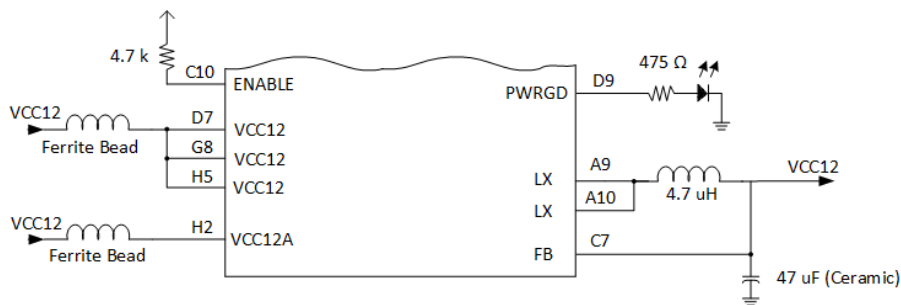 4.7 k
C10
ENABLE
VCC12
D7
VCC12
Ferrite Bead
G8
VCC12
H5
VCC12
VCC12
H2
VCC12A
Ferrite Bead
475 Ω
D9
PWRGD
A9
LX
VCC12
4.7 uH
A10
LX
C7
FB
47 uF (Ceramic)